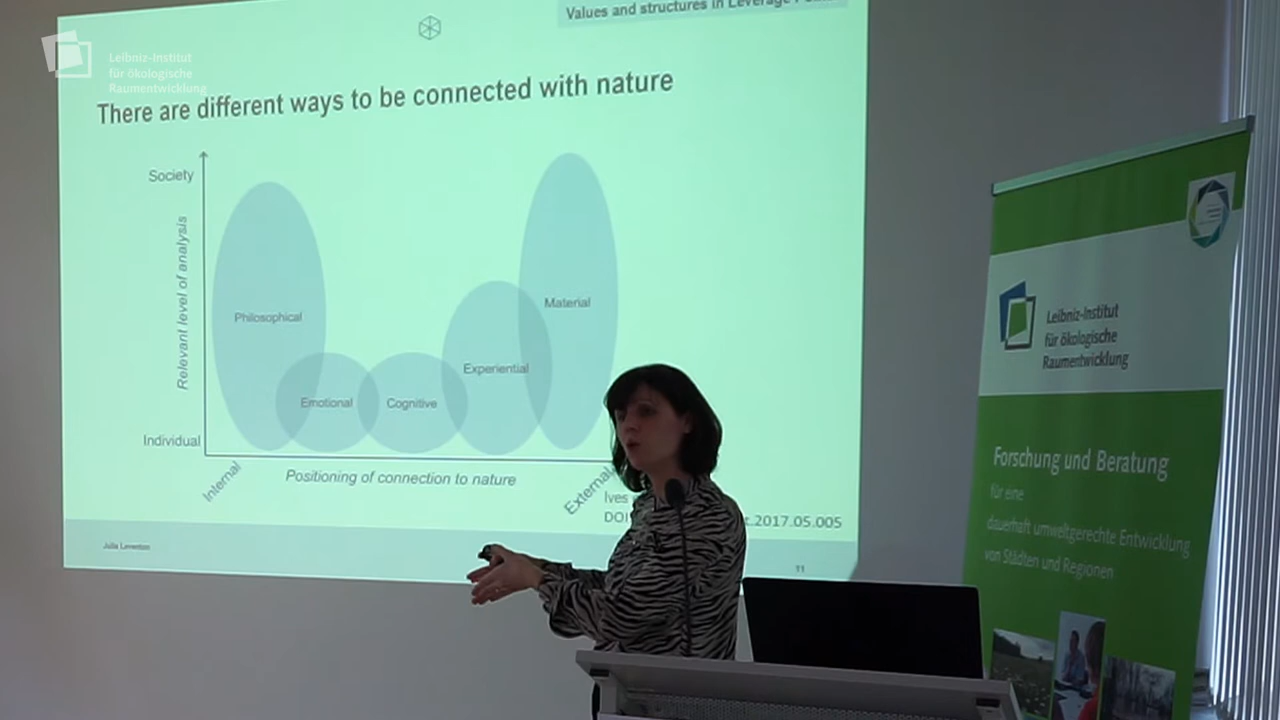 Values and structures in Leverage
Leibniz-Institut
für ökologische
Raumentwicklung
There are different ways to be connected with nature
Society
Relevant level of analysis
Philosophical
Emotional
Cognitive
Experiential
Material
Individual
Internal
Positioning of connection to nature
External
Ives
DOI
.2017.05.005
Julia Leventon
11
Leibniz-Institut
für ökologische
Raumentwicklung
Forschung und Beratung
für eine
dauerhaft umweltgerechte Entwicklung
von Städten und Regionen